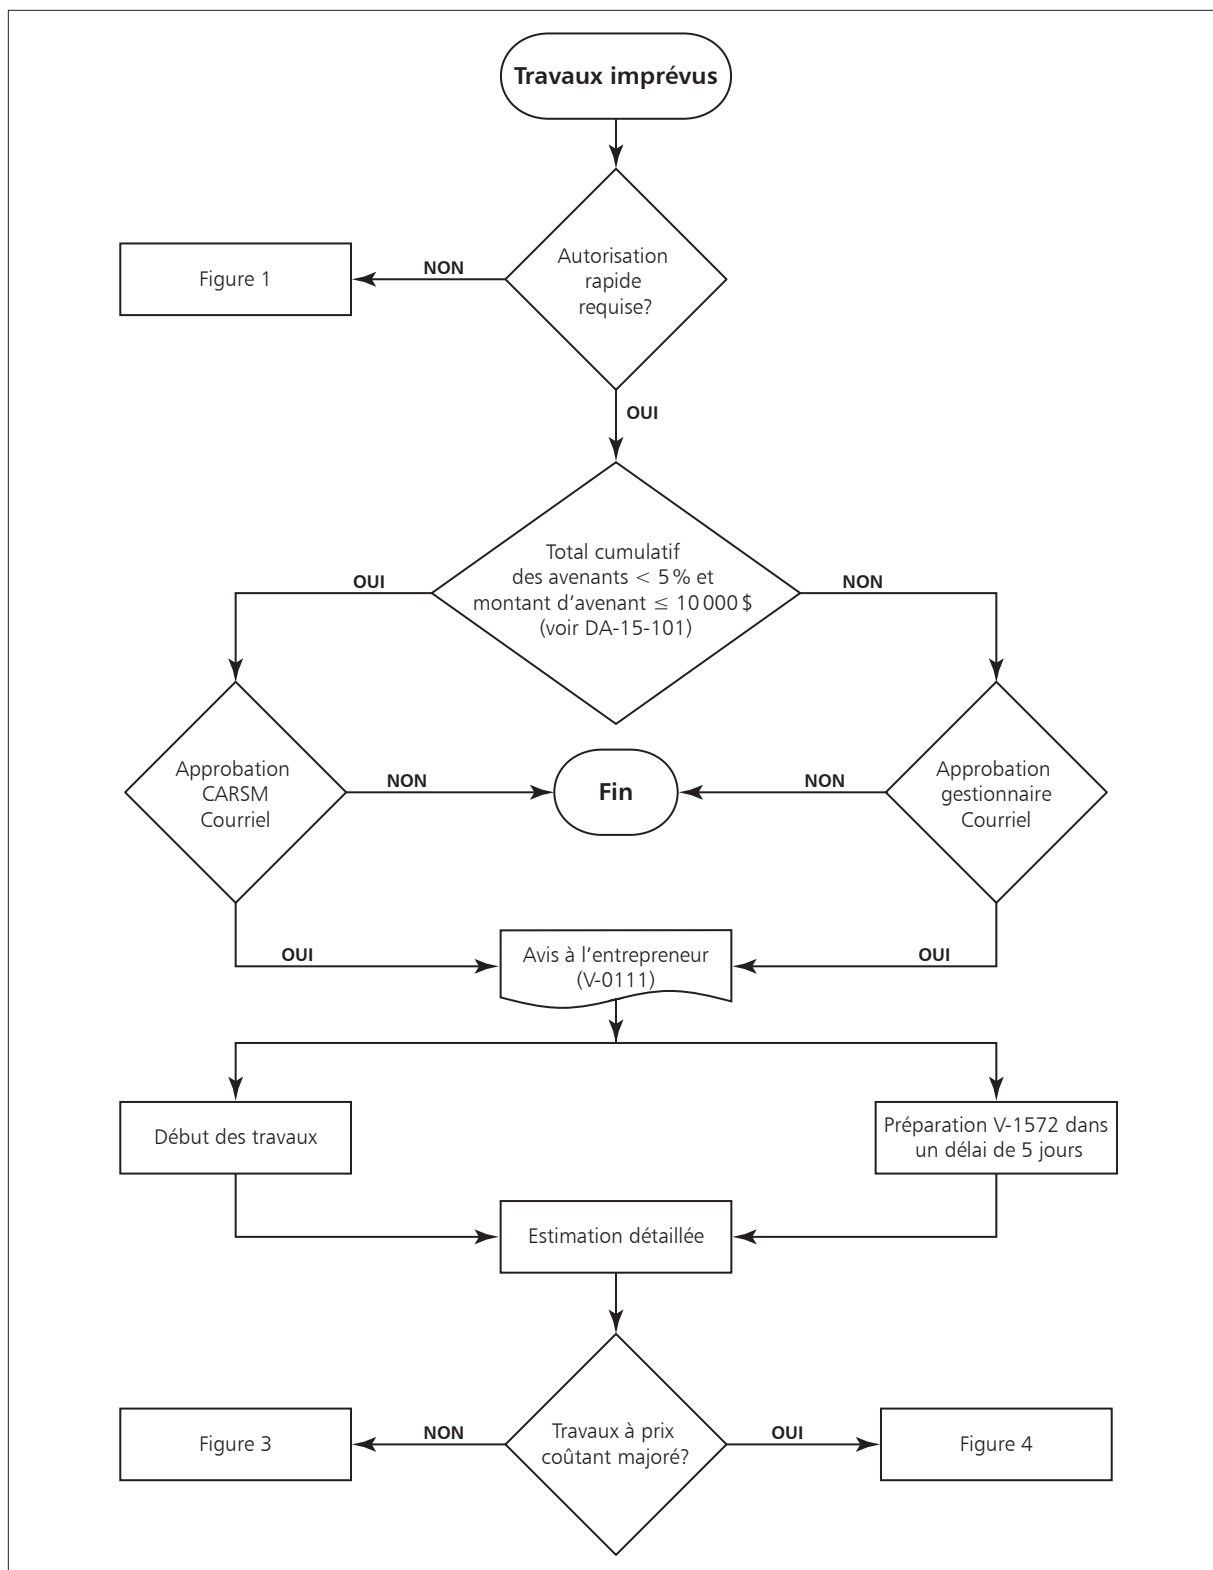 Travaux imprévus
Autorisation
rapide
requise?
NON
Figure 1
OUI
Total cumulatif
des avenants < 5 % et
montant d'avenant ≤ 10 000 $
(voir DA-15-101)
OUI
NON
Approbation
CARSM
Courriel
NON
Fin
NON
Approbation
gestionnaire
Courriel
OUI
Avis à l'entrepreneur
(V-0111)
OUI
Début des travaux
Préparation V-1572 dans
un délai de 5 jours
Estimation détaillée
Travaux à prix
coûtant majoré?
NON
Figure 3
OUI
Figure 4